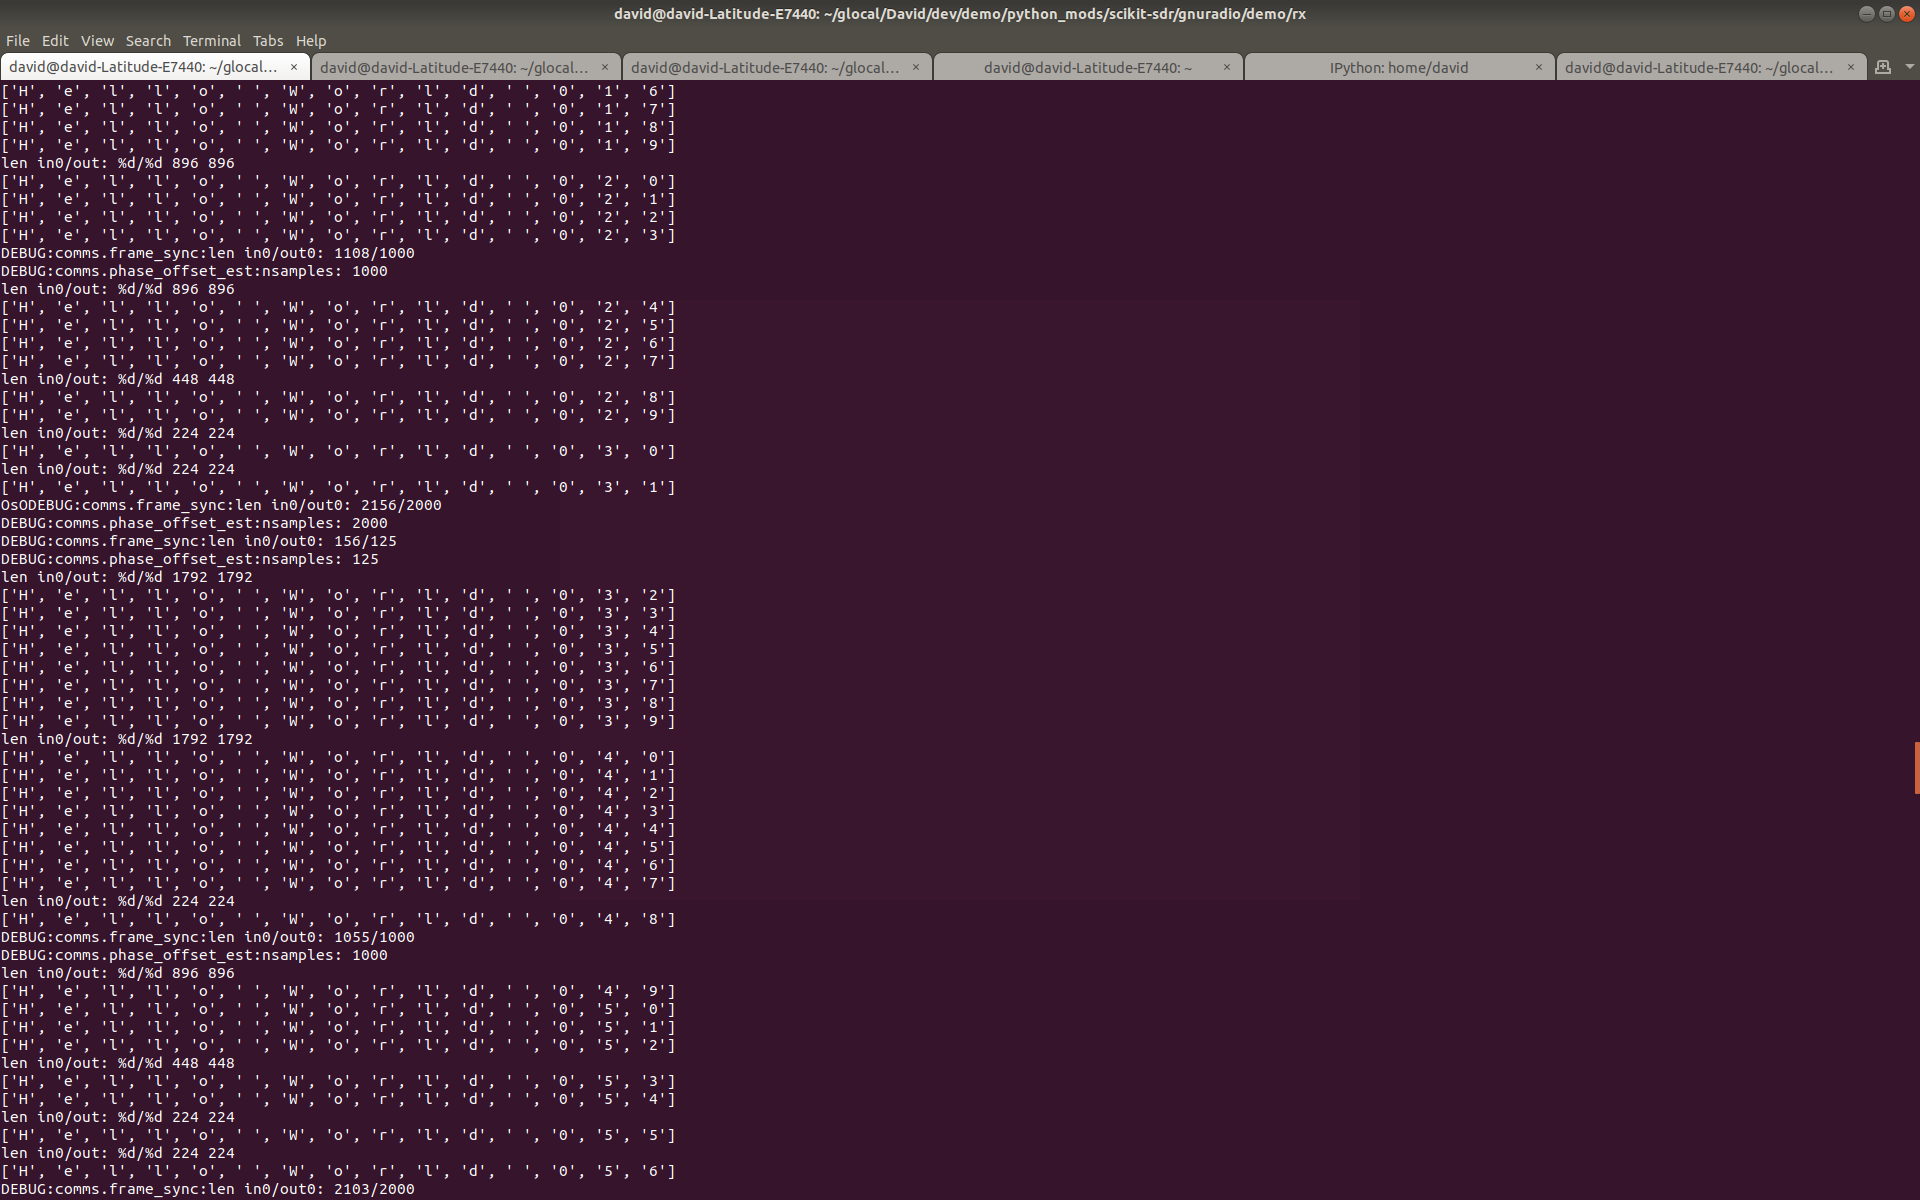 david@david-Latitude-E7440: ~/glocal/David/dev/demo/python_mods/scikit-sdr/gnuradio/demo/rx
File Edit View Search Terminal Tabs Help
david@david-Latitude-E7440: ~/glocal... × david@david-Latitude-E7440: ~/glocal... × david@david-Latitude-E7440: ~/glocal... × david@david-Latitude-E7440: ~ × IPython: home/david × david@david-Latitude-E7440: ~/glocal... ×
['H', 'e', 'l', 'l', 'o', ' ', 'W', 'o', 'r', 'l', 'd', ' ', '0', '1', '6']
['H', 'e', 'l', 'l', 'o', ' ', 'W', 'o', 'r', 'l', 'd', ' ', '0', '1', '7']
['H', 'e', 'l', 'l', 'o', ' ', 'W', 'o', 'r', 'l', 'd', ' ', '0', '1', '8']
['H', 'e', 'l', 'l', 'o', ' ', 'W', 'o', 'r', 'l', 'd', ' ', '0', '1', '9']
len in0/out: %d/%d 896 896
['H', 'e', 'l', 'l', 'o', ' ', 'W', 'o', 'r', 'l', 'd', ' ', '0', '2', '0']
['H', 'e', 'l', 'l', 'o', ' ', 'W', 'o', 'r', 'l', 'd', ' ', '0', '2', '1']
['H', 'e', 'l', 'l', 'o', ' ', 'W', 'o', 'r', 'l', 'd', ' ', '0', '2', '2']
['H', 'e', 'l', 'l', 'o', ' ', 'W', 'o', 'r', 'l', 'd', ' ', '0', '2', '3']
DEBUG:comms.frame_sync:len in0/out0: 1108/1000
DEBUG:comms.phase_offset_est:nsamples: 1000
len in0/out: %d/%d 896 896
['H', 'e', 'l', 'l', 'o', ' ', 'W', 'o', 'r', 'l', 'd', ' ', '0', '2', '4']
['H', 'e', 'l', 'l', 'o', ' ', 'W', 'o', 'r', 'l', 'd', ' ', '0', '2', '5']
['H', 'e', 'l', 'l', 'o', ' ', 'W', 'o', 'r', 'l', 'd', ' ', '0', '2', '6']
['H', 'e', 'l', 'l', 'o', ' ', 'W', 'o', 'r', 'l', 'd', ' ', '0', '2', '7']
len in0/out: %d/%d 448 448
['H', 'e', 'l', 'l', 'o', ' ', 'W', 'o', 'r', 'l', 'd', ' ', '0', '2', '8']
['H', 'e', 'l', 'l', 'o', ' ', 'W', 'o', 'r', 'l', 'd', ' ', '0', '2', '9']
len in0/out: %d/%d 224 224
['H', 'e', 'l', 'l', 'o', ' ', 'W', 'o', 'r', 'l', 'd', ' ', '0', '3', '0']
len in0/out: %d/%d 224 224
['H', 'e', 'l', 'l', 'o', ' ', 'W', 'o', 'r', 'l', 'd', ' ', '0', '3', '1']
OsODEBUG:comms.frame_sync:len in0/out0: 2156/2000
DEBUG:comms.phase_offset_est:nsamples: 2000
DEBUG:comms.frame_sync:len in0/out0: 156/125
DEBUG:comms.phase_offset_est:nsamples: 125
len in0/out: %d/%d 1792 1792
['H', 'e', 'l', 'l', 'o', ' ', 'W', 'o', 'r', 'l', 'd', ' ', '0', '3', '2']
['H', 'e', 'l', 'l', 'o', ' ', 'W', 'o', 'r', 'l', 'd', ' ', '0', '3', '3']
['H', 'e', 'l', 'l', 'o', ' ', 'W', 'o', 'r', 'l', 'd', ' ', '0', '3', '4']
['H', 'e', 'l', 'l', 'o', ' ', 'W', 'o', 'r', 'l', 'd', ' ', '0', '3', '5']
['H', 'e', 'l', 'l', 'o', ' ', 'W', 'o', 'r', 'l', 'd', ' ', '0', '3', '6']
['H', 'e', 'l', 'l', 'o', ' ', 'W', 'o', 'r', 'l', 'd', ' ', '0', '3', '7']
['H', 'e', 'l', 'l', 'o', ' ', 'W', 'o', 'r', 'l', 'd', ' ', '0', '3', '8']
['H', 'e', 'l', 'l', 'o', ' ', 'W', 'o', 'r', 'l', 'd', ' ', '0', '3', '9']
len in0/out: %d/%d 1792 1792
['H', 'e', 'l', 'l', 'o', ' ', 'W', 'o', 'r', 'l', 'd', ' ', '0', '4', '0']
['H', 'e', 'l', 'l', 'o', ' ', 'W', 'o', 'r', 'l', 'd', ' ', '0', '4', '1']
['H', 'e', 'l', 'l', 'o', ' ', 'W', 'o', 'r', 'l', 'd', ' ', '0', '4', '2']
['H', 'e', 'l', 'l', 'o', ' ', 'W', 'o', 'r', 'l', 'd', ' ', '0', '4', '3']
['H', 'e', 'l', 'l', 'o', ' ', 'W', 'o', 'r', 'l', 'd', ' ', '0', '4', '4']
['H', 'e', 'l', 'l', 'o', ' ', 'W', 'o', 'r', 'l', 'd', ' ', '0', '4', '5']
['H', 'e', 'l', 'l', 'o', ' ', 'W', 'o', 'r', 'l', 'd', ' ', '0', '4', '6']
['H', 'e', 'l', 'l', 'o', ' ', 'W', 'o', 'r', 'l', 'd', ' ', '0', '4', '7']
len in0/out: %d/%d 224 224
['H', 'e', 'l', 'l', 'o', ' ', 'W', 'o', 'r', 'l', 'd', ' ', '0', '4', '8']
DEBUG:comms.frame_sync:len in0/out0: 1055/1000
DEBUG:comms.phase_offset_est:nsamples: 1000
len in0/out: %d/%d 896 896
['H', 'e', 'l', 'l', 'o', ' ', 'W', 'o', 'r', 'l', 'd', ' ', '0', '4', '9']
['H', 'e', 'l', 'l', 'o', ' ', 'W', 'o', 'r', 'l', 'd', ' ', '0', '5', '0']
['H', 'e', 'l', 'l', 'o', ' ', 'W', 'o', 'r', 'l', 'd', ' ', '0', '5', '1']
['H', 'e', 'l', 'l', 'o', ' ', 'W', 'o', 'r', 'l', 'd', ' ', '0', '5', '2']
len in0/out: %d/%d 448 448
['H', 'e', 'l', 'l', 'o', ' ', 'W', 'o', 'r', 'l', 'd', ' ', '0', '5', '3']
['H', 'e', 'l', 'l', 'o', ' ', 'W', 'o', 'r', 'l', 'd', ' ', '0', '5', '4']
len in0/out: %d/%d 224 224
['H', 'e', 'l', 'l', 'o', ' ', 'W', 'o', 'r', 'l', 'd', ' ', '0', '5', '5']
len in0/out: %d/%d 224 224
['H', 'e', 'l', 'l', 'o', ' ', 'W', 'o', 'r', 'l', 'd', ' ', '0', '5', '6']
DEBUG:comms.frame_sync:len in0/out0: 2103/2000